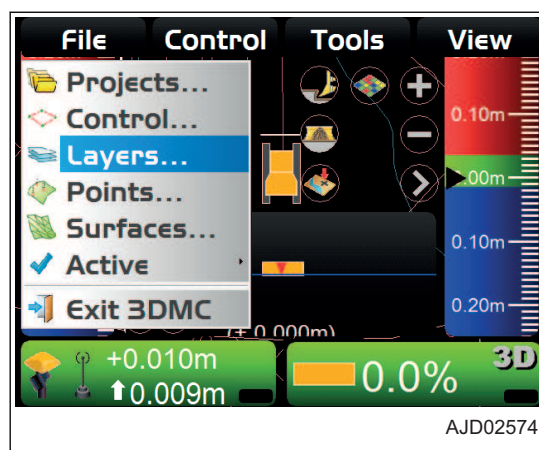 File Control Tools View
Projects...
Control...
Layers...
Points...
Surfaces...
Active
Exit 3DMC
0.10m
.00m
0.10m
0.20m
(± 0.000m)
+0.010m
0.009m
0.0%
3D
AJD02574